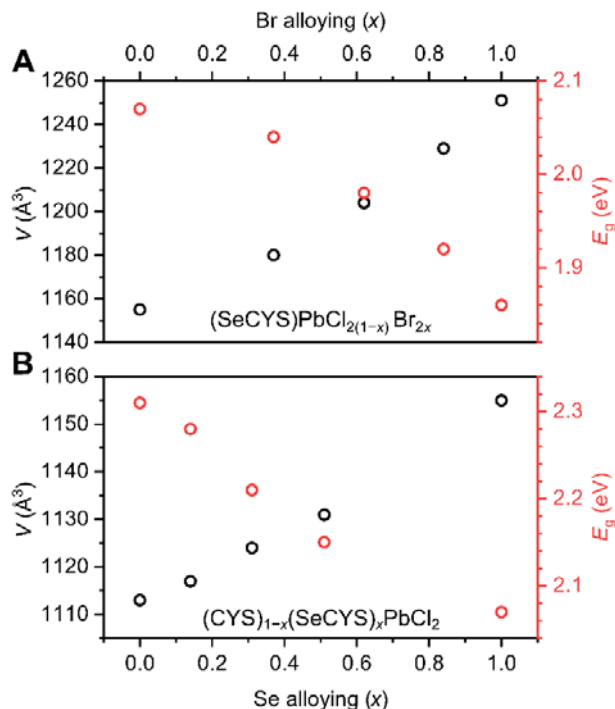 Br alloying (x)
0.0 0.2 0.4 0.6 0.8 1.0
A
1260
1240
1220
1200
1180
1160
1140
V (Å³)
2.1
2.0
1.9
E_g (eV)
(SeCYS)PbCl₂₍₁₋ₓ₎Br₂ₓ
B
1160
1150
1140
1130
1120
1110
V (Å³)
2.3
2.2
2.1
E_g (eV)
(CYS)₁₋ₓ(SeCYS)ₓPbCl₂
0.0 0.2 0.4 0.6 0.8 1.0
Se alloying (x)